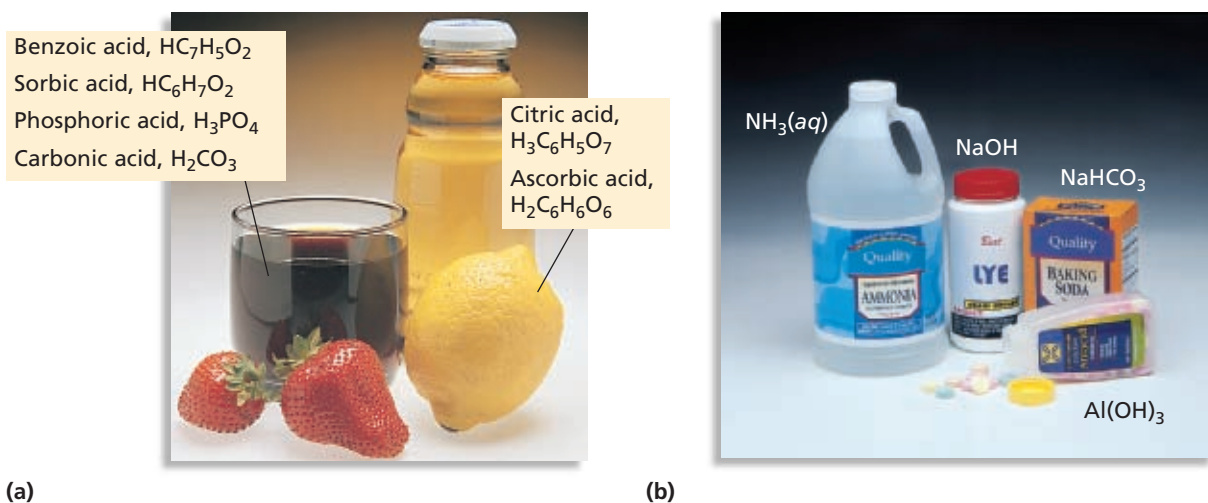 Benzoic acid, HC₇H₅O₂
Sorbic acid, HC₆H₇O₂
Phosphoric acid, H₃PO₄
Carbonic acid, H₂CO₃
Citric acid,
H₃C₆H₅O₇
Ascorbic acid,
H₂C₆H₆O₆
(a)
NH₃(aq)
NaOH
NaHCO₃
Quality
AMMONIA
LYE
Quality
BAKING
SODA
Al(OH)₃
(b)